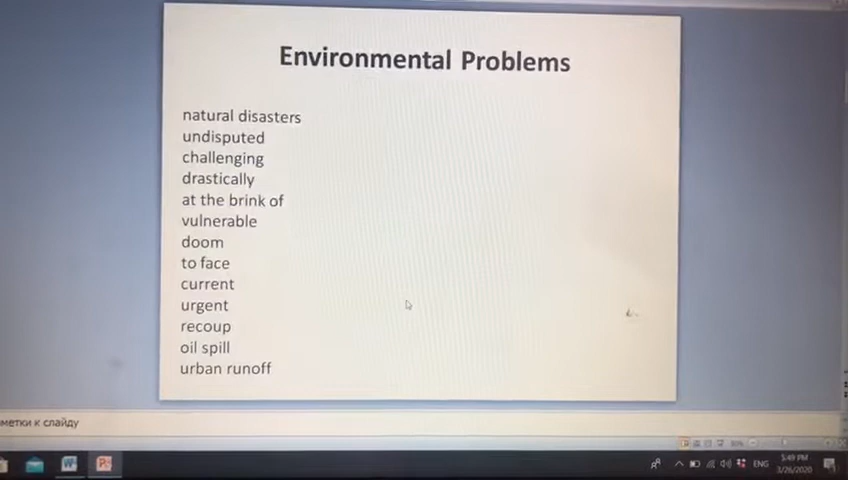 Environmental Problems
natural disasters
undisputed
challenging
drastically
at the brink of
vulnerable
doom
to face
current
urgent
recoup
oil spill
urban runoff
метки к слайду
ENG
5:49 PM
3/26/2020